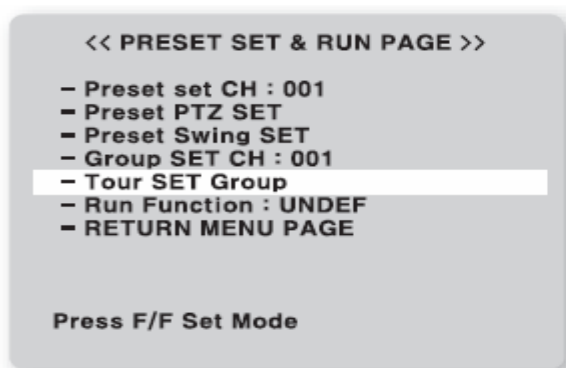 << PRESET SET & RUN PAGE >>
- Preset set CH : 001
- Preset PTZ SET
- Preset Swing SET
- Group SET CH : 001
- Tour SET Group
- Run Function : UNDEF
- RETURN MENU PAGE
Press F/F Set Mode